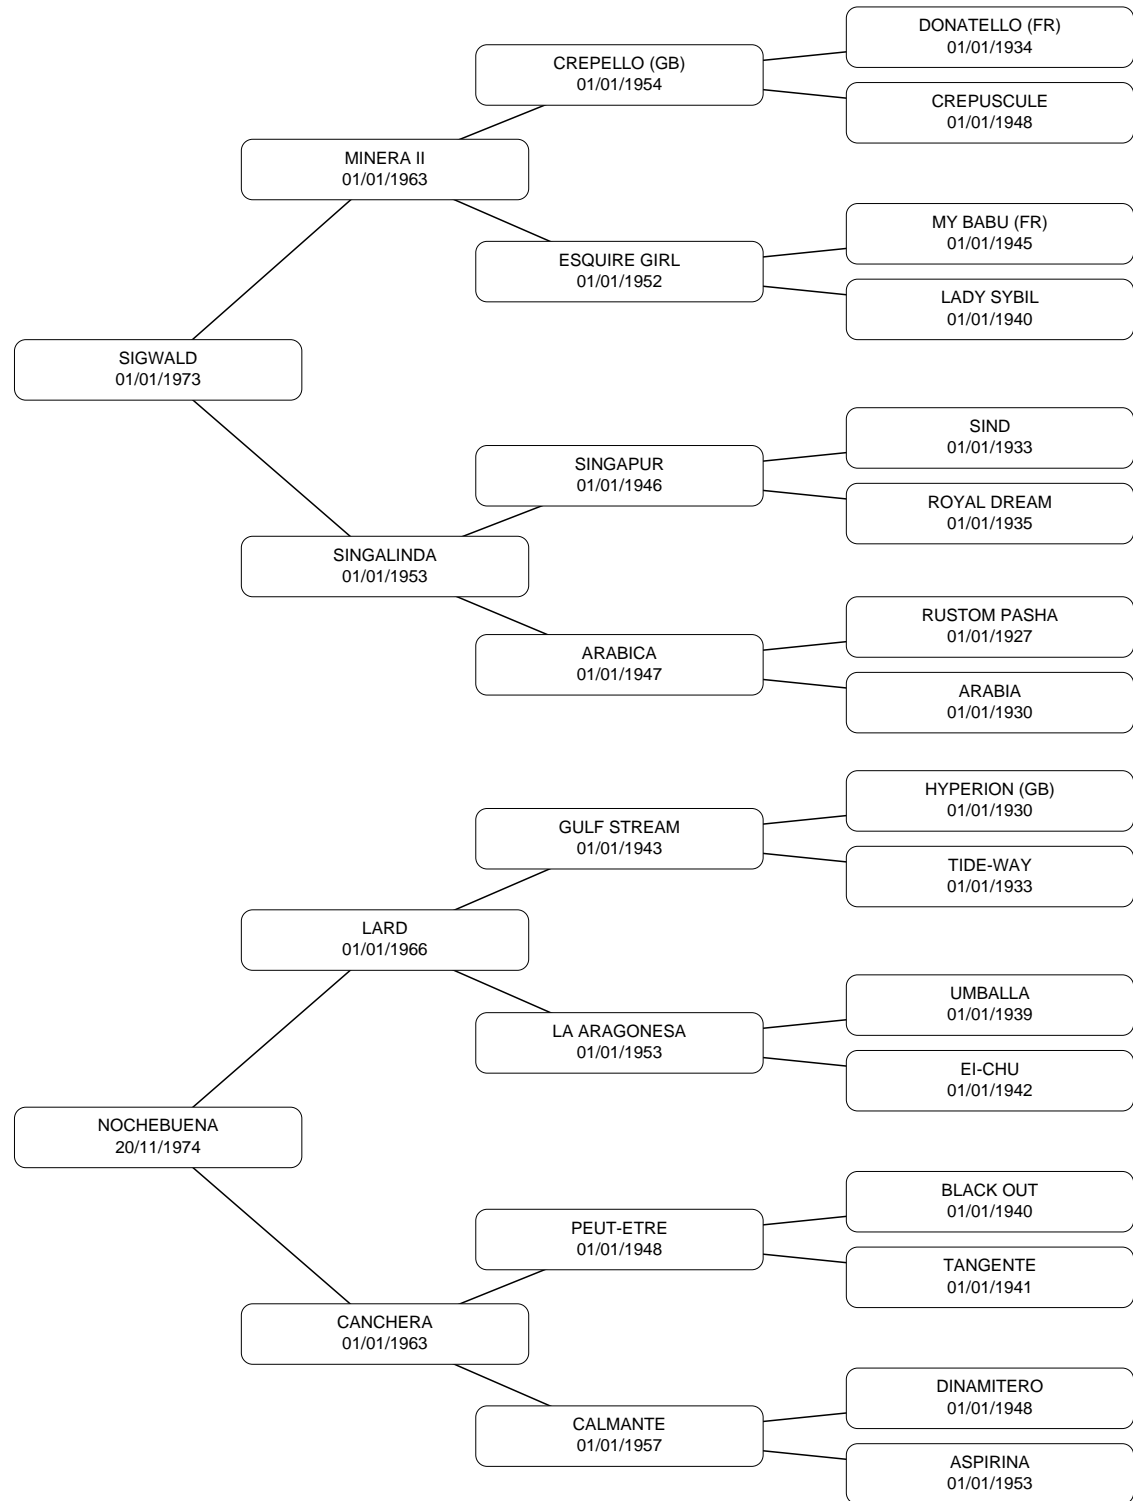 DONATELLO (FR)
01/01/1934
CREPELLO (GB)
01/01/1954
CREPUSCULE
01/01/1948
MINERA II
01/01/1963
MY BABU (FR)
01/01/1945
ESQUIRE GIRL
01/01/1952
LADY SYBIL
01/01/1940
SIGWALD
01/01/1973
SIND
01/01/1933
SINGAPUR
01/01/1946
ROYAL DREAM
01/01/1935
SINGALINDA
01/01/1953
RUSTOM PASHA
01/01/1927
ARABICA
01/01/1947
ARABIA
01/01/1930
HYPERION (GB)
01/01/1930
GULF STREAM
01/01/1943
TIDE-WAY
01/01/1933
LARD
01/01/1966
UMBALLA
01/01/1939
LA ARAGONESA
01/01/1953
EI-CHU
01/01/1942
NOCHEBUENA
20/11/1974
BLACK OUT
01/01/1940
PEUT-ETRE
01/01/1948
TANGENTE
01/01/1941
CANCHERA
01/01/1963
DINAMITERO
01/01/1948
CALMANTE
01/01/1957
ASPIRINA
01/01/1953